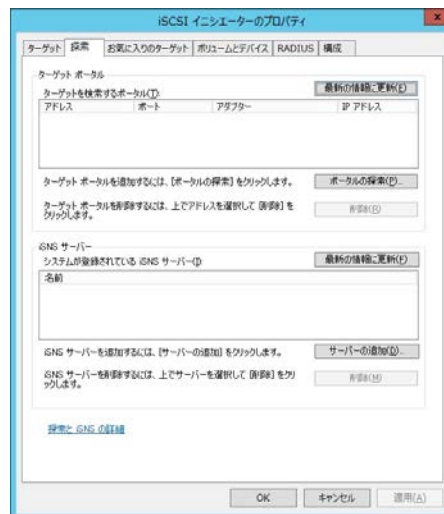 iSCSI イニシエーターのプロパティ
ターゲット 探索 お気に入りのターゲット ボリュームとデバイス RADIUS 構成
ターゲット ポータル
ターゲットを検索するポータル(T): 最新の情報に更新(E)
アドレス ポート アダプター IP アドレス
ターゲット ポータルを追加するには、[ポータルの探索] をクリックします。 ポータルの探索(P)...
ターゲット ポータルを削除するには、上でアドレスを選択して [削除] を
クリックします。 削除(R)
iSNS サーバー
システムが登録されている iSNS サーバー(I): 最新の情報に更新(F)
名前
iSNS サーバーを追加するには、[サーバーの追加] をクリックします。 サーバーの追加(D)...
iSNS サーバーを削除するには、上でサーバーを選択して [削除] をクリ
ックします。 削除(M)
探索と iSNS の詳細
OK キャンセル 適用(A)